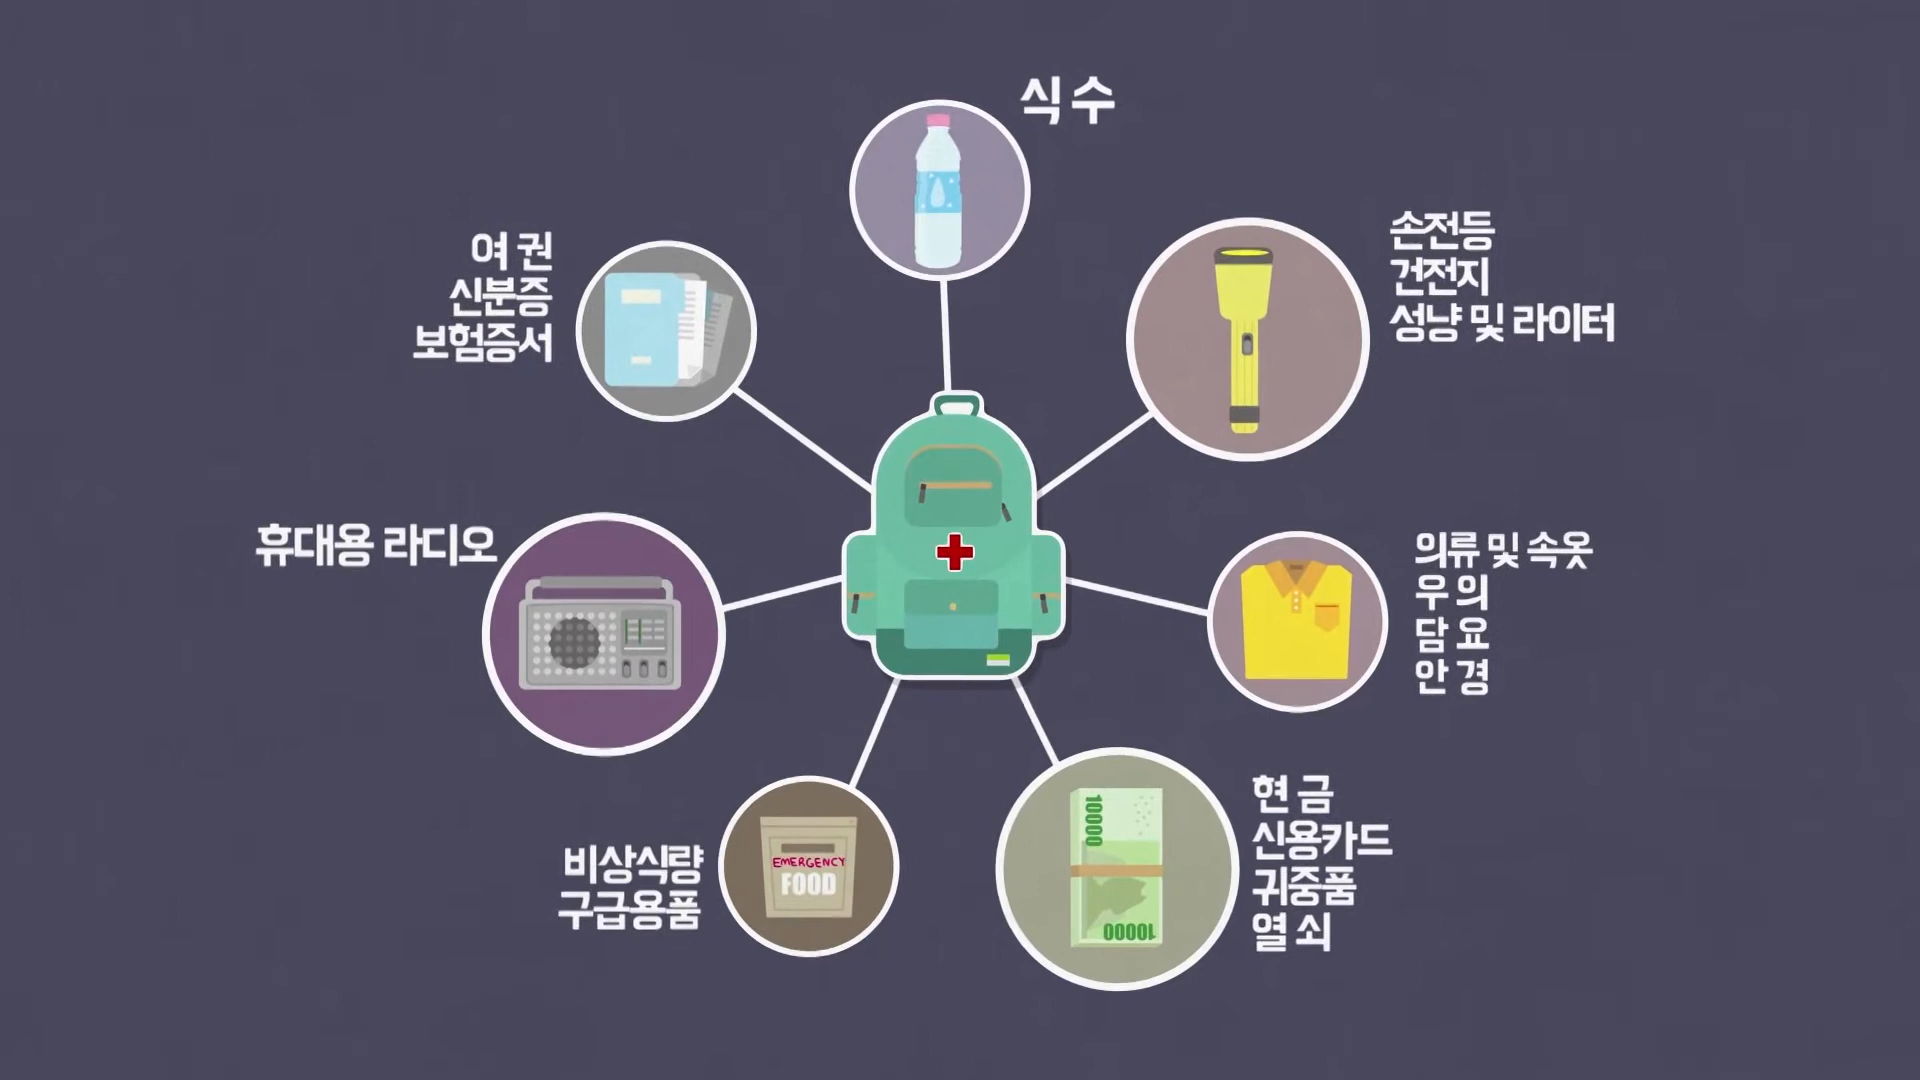 식 수
손전등
건전지
성냥 및 라이터
의류 및 속옷
우 의
담 요
안 경
현 금
신용카드
귀중품
열 쇠
10000
10000
비상식량
구급용품
EMERGENCY
FOOD
휴대용 라디오
여 권
신분증
보험증서